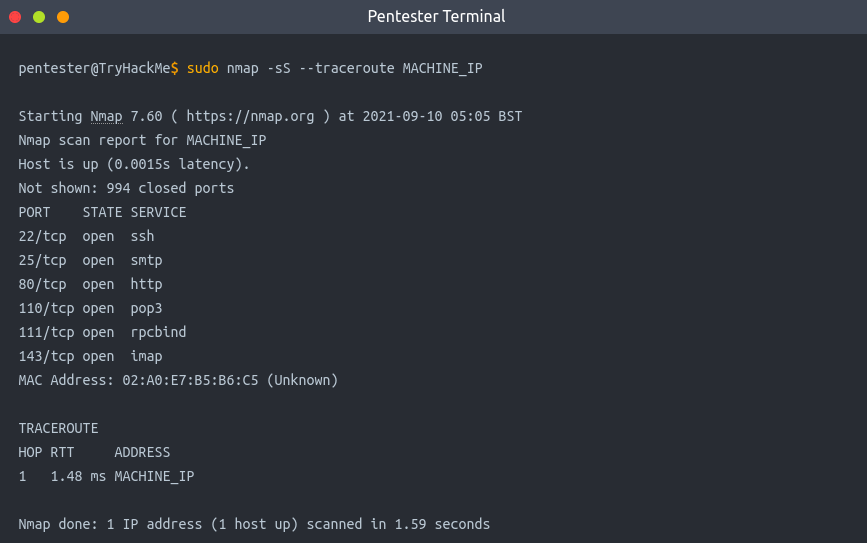 Pentester Terminal
pentester@TryHackMe$ sudo nmap -sS --traceroute MACHINE_IP
Starting Nmap 7.60 ( https://nmap.org ) at 2021-09-10 05:05 BST
Nmap scan report for MACHINE_IP
Host is up (0.0015s latency).
Not shown: 994 closed ports
PORT    STATE SERVICE
22/tcp  open  ssh
25/tcp  open  smtp
80/tcp  open  http
110/tcp open  pop3
111/tcp open  rpcbind
143/tcp open  imap
MAC Address: 02:A0:E7:B5:B6:C5 (Unknown)
TRACEROUTE
HOP RTT     ADDRESS
1   1.48 ms MACHINE_IP
Nmap done: 1 IP address (1 host up) scanned in 1.59 seconds